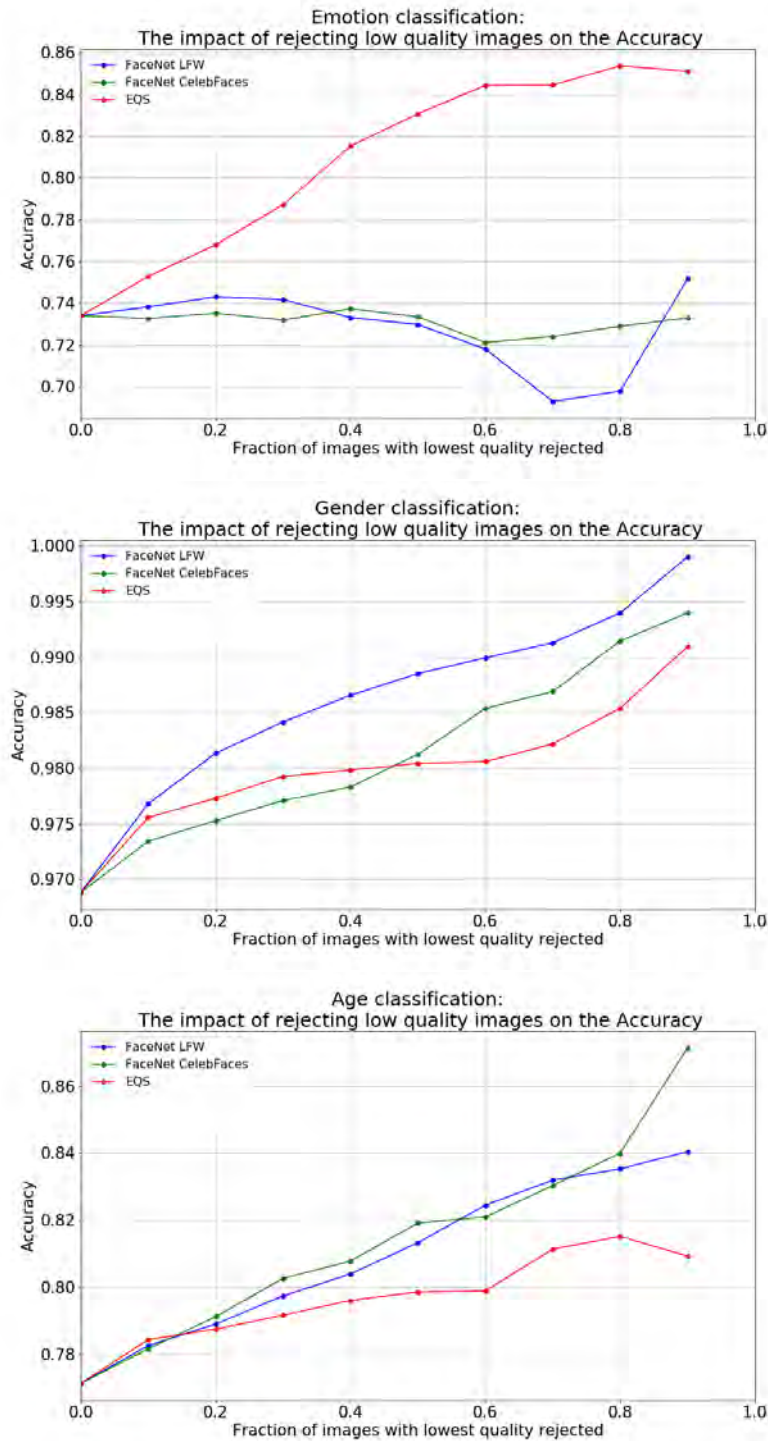 Emotion classification:
The impact of rejecting low quality images on the Accuracy
FaceNet LFW
FaceNet CelebFaces
EQS
0.86
0.84
0.82
0.80
0.78
0.76
0.74
0.72
0.70
Accuracy
0.0 0.2 0.4 0.6 0.8 1.0
Fraction of images with lowest quality rejected
Gender classification:
The impact of rejecting low quality images on the Accuracy
FaceNet LFW
FaceNet CelebFaces
EQS
1.000
0.995
0.990
0.985
0.980
0.975
0.970
Accuracy
0.0 0.2 0.4 0.6 0.8 1.0
Fraction of images with lowest quality rejected
Age classification:
The impact of rejecting low quality images on the Accuracy
FaceNet LFW
FaceNet CelebFaces
EQS
0.86
0.84
0.82
0.80
0.78
Accuracy
0.0 0.2 0.4 0.6 0.8 1.0
Fraction of images with lowest quality rejected